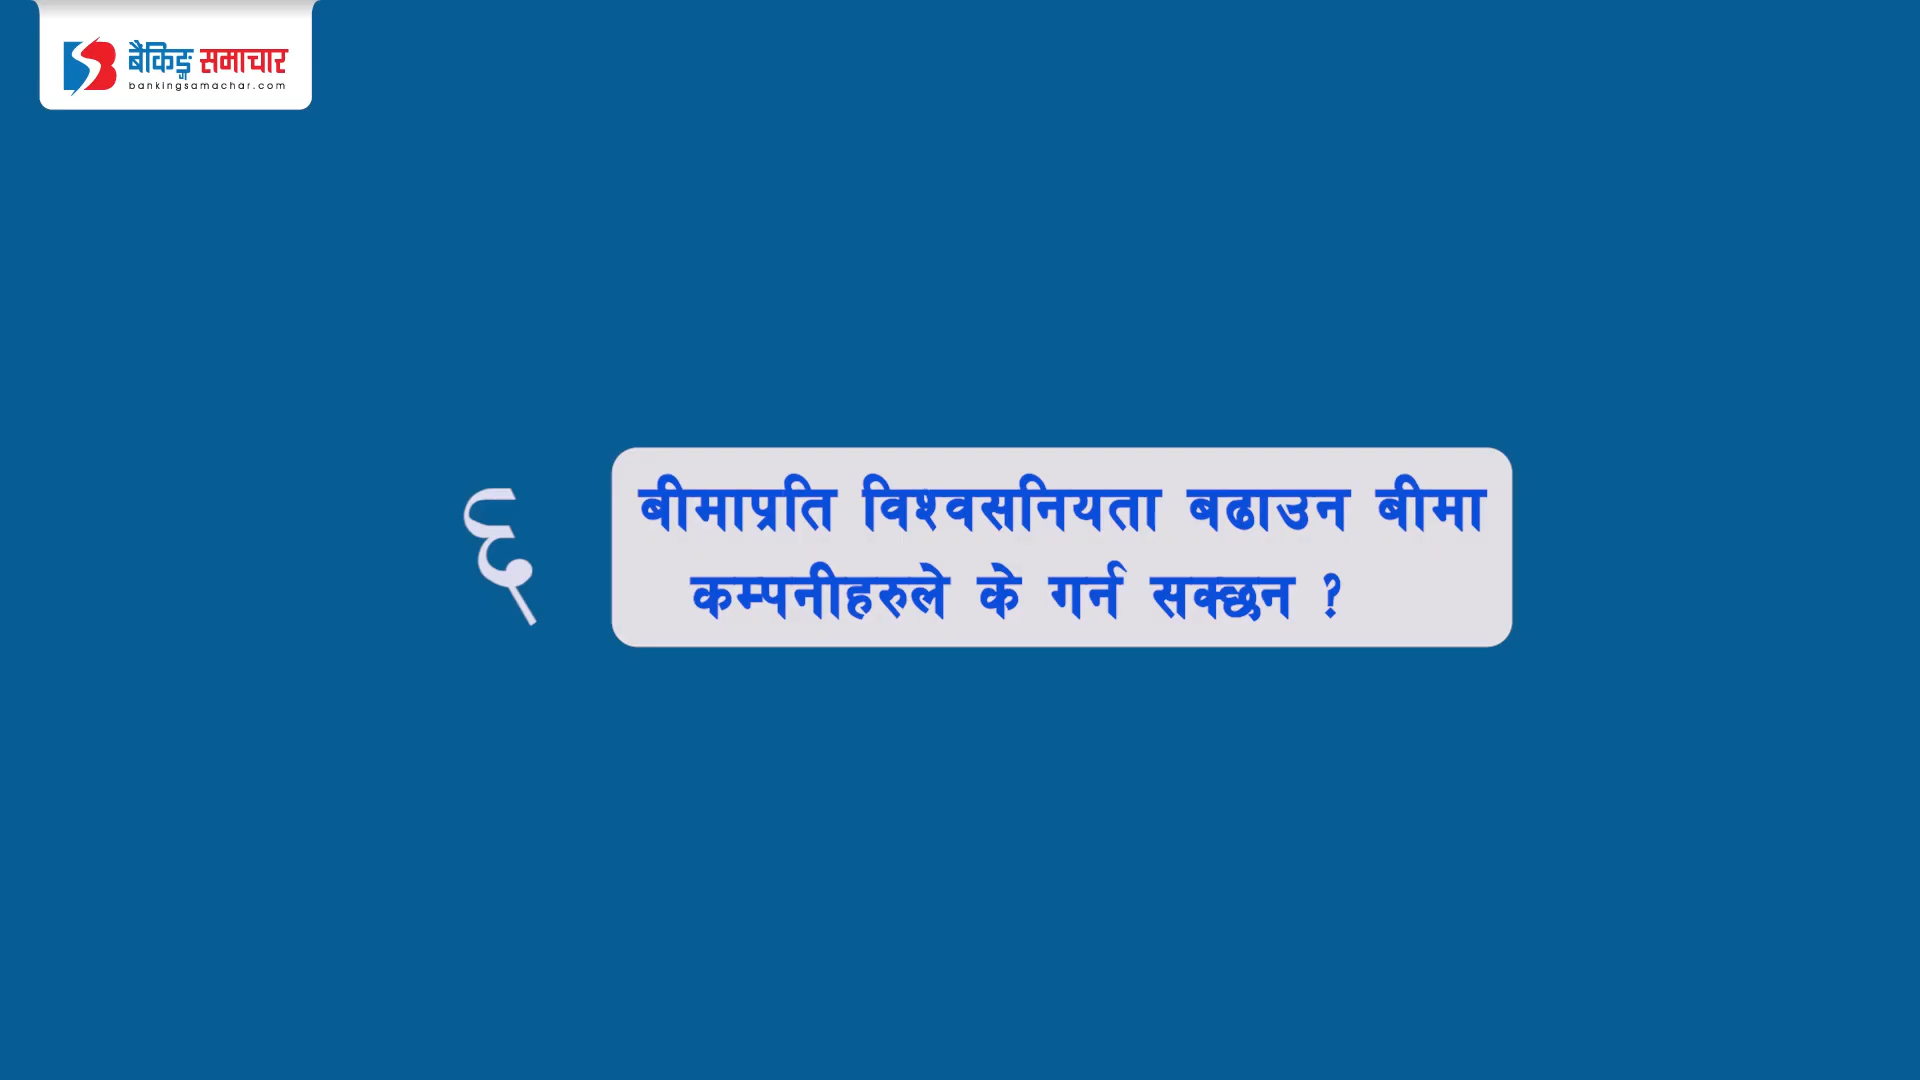 बैकिङ्ग समाचार
bankingsamachar.com
६
बीमाप्रति विश्वसनियता बढाउन बीमा
कम्पनीहरुले के गर्न सक्छन ?